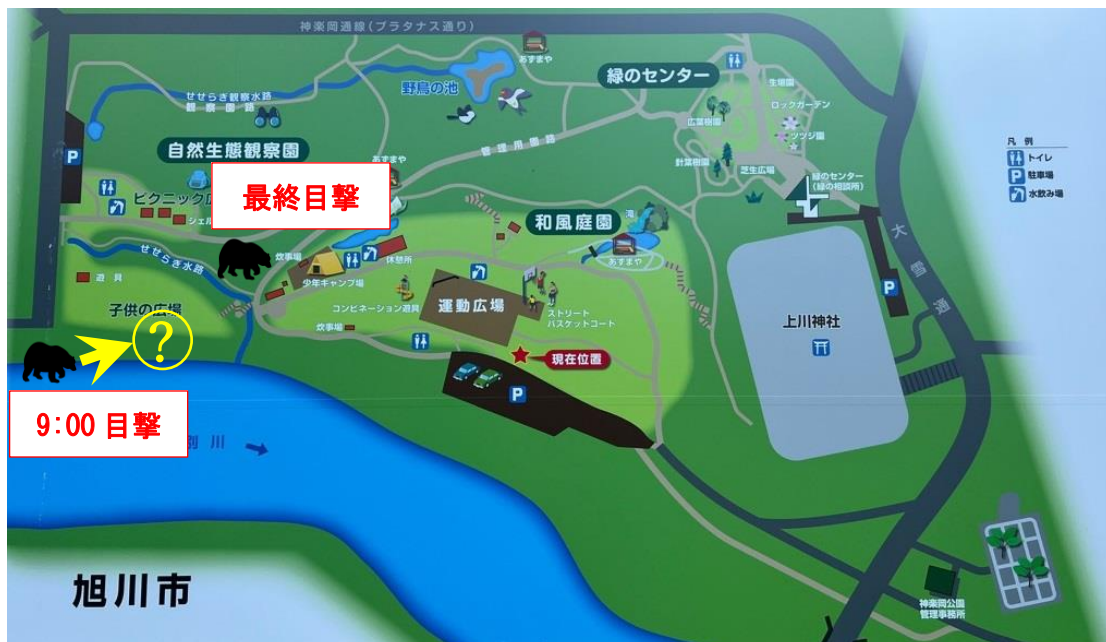 神楽岡通線(プラタナス通り)
あずまや
野鳥の池
緑のセンター
生垣園
ロックガーデン
ツツジ園
広葉樹園
針葉樹園
芝生広場
緑のセンター
(緑の相談所)
凡 例
トイレ
駐車場
水飲み場
せせらぎ観察水路
観察園路
自然生態観察園
管理用園路
あずまや
最終目撃
ピクニック広
シェル
和風庭園
滝
あずまや
せせらぎ水路
炊事場
少年キャンプ場
休憩所
遊 具
子供の広場
コンビネーション遊具
運動広場
ストリート
バスケットコート
炊事場
上川神社
現在位置
?
9:00 目撃
別 川
P
P
P
旭川市
神楽岡公園
管理事務所